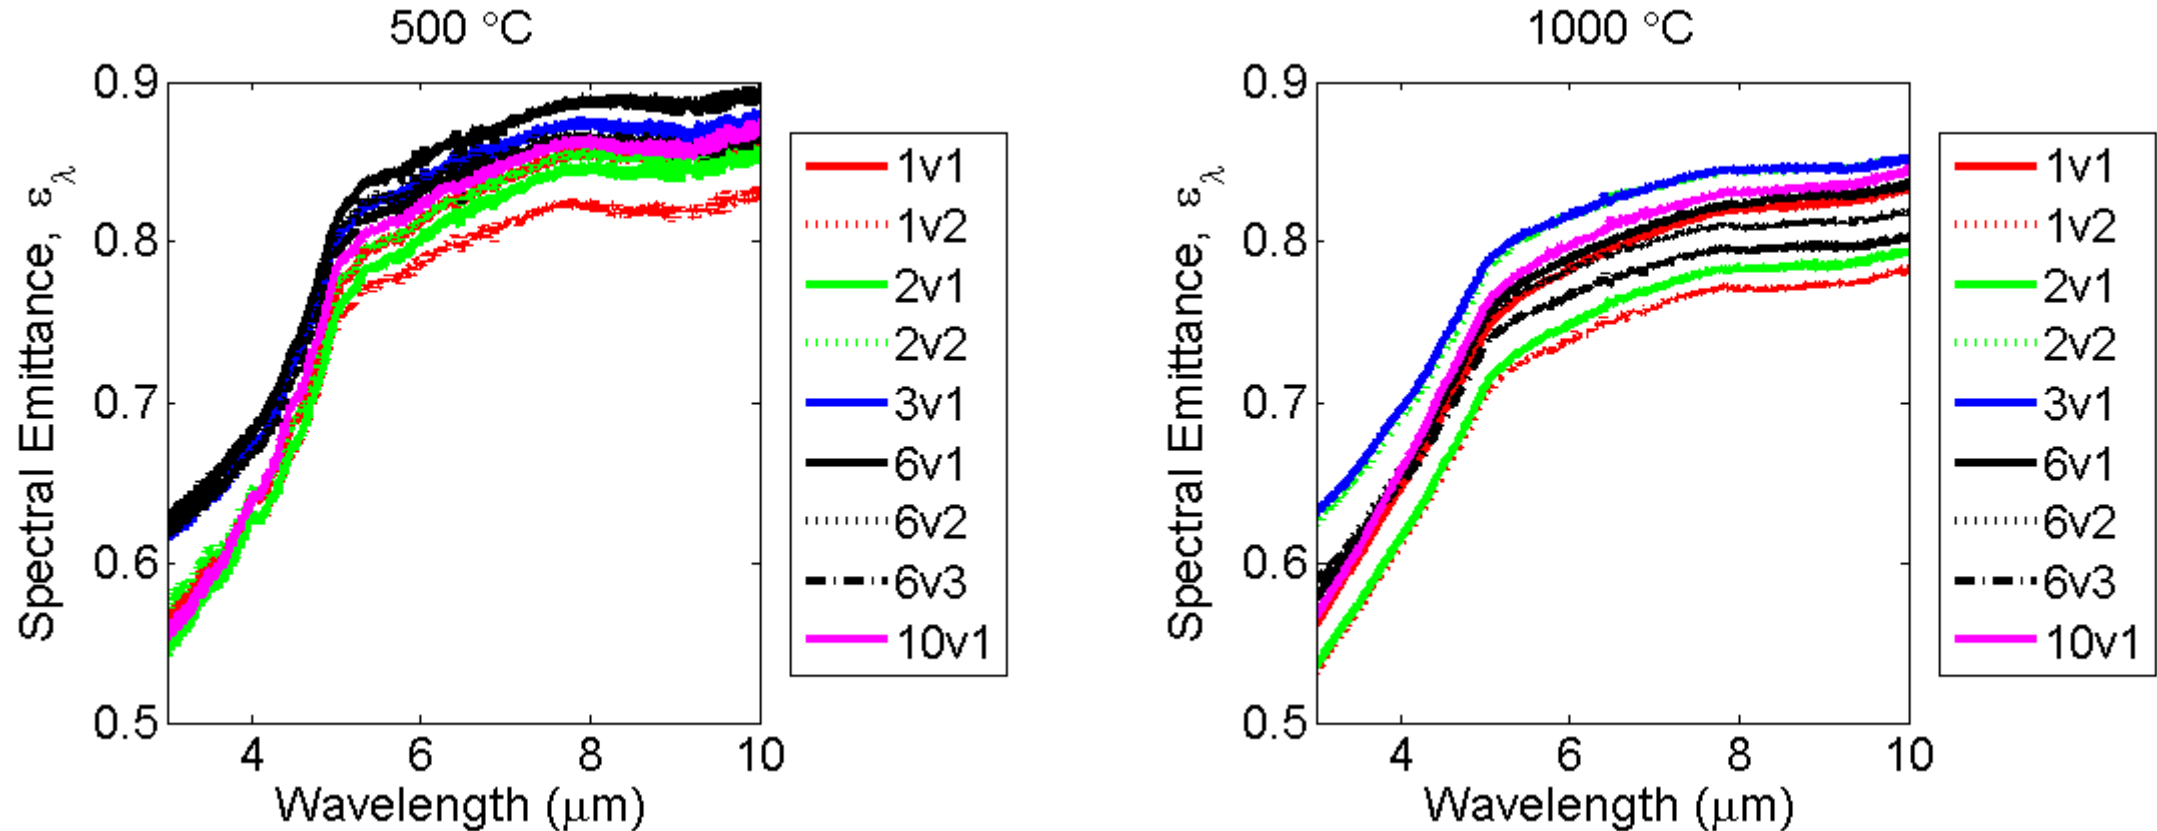 500 °C
0.9
0.8
0.7
0.6
0.5
Spectral Emittance, ελ
4 6 8 10
Wavelength (μm)
1v1
1v2
2v1
2v2
3v1
6v1
6v2
6v3
10v1
1000 °C
0.9
0.8
0.7
0.6
0.5
Spectral Emittance, ελ
4 6 8 10
Wavelength (μm)
1v1
1v2
2v1
2v2
3v1
6v1
6v2
6v3
10v1